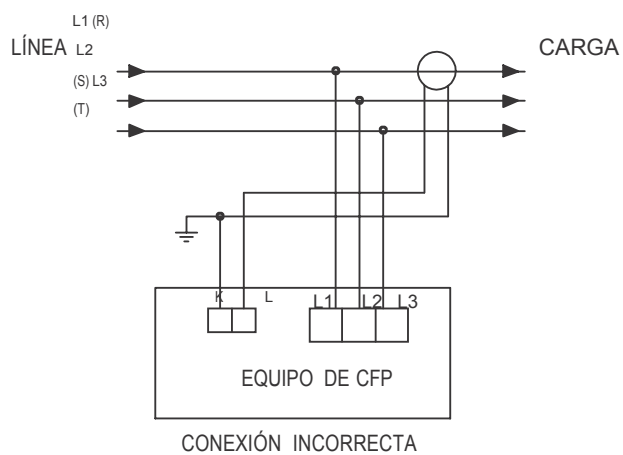 L1 (R)
LÍNEA L2 CARGA
(S) L3
(T)
K L L1 L2 L3
EQUIPO DE CFP
CONEXIÓN INCORRECTA